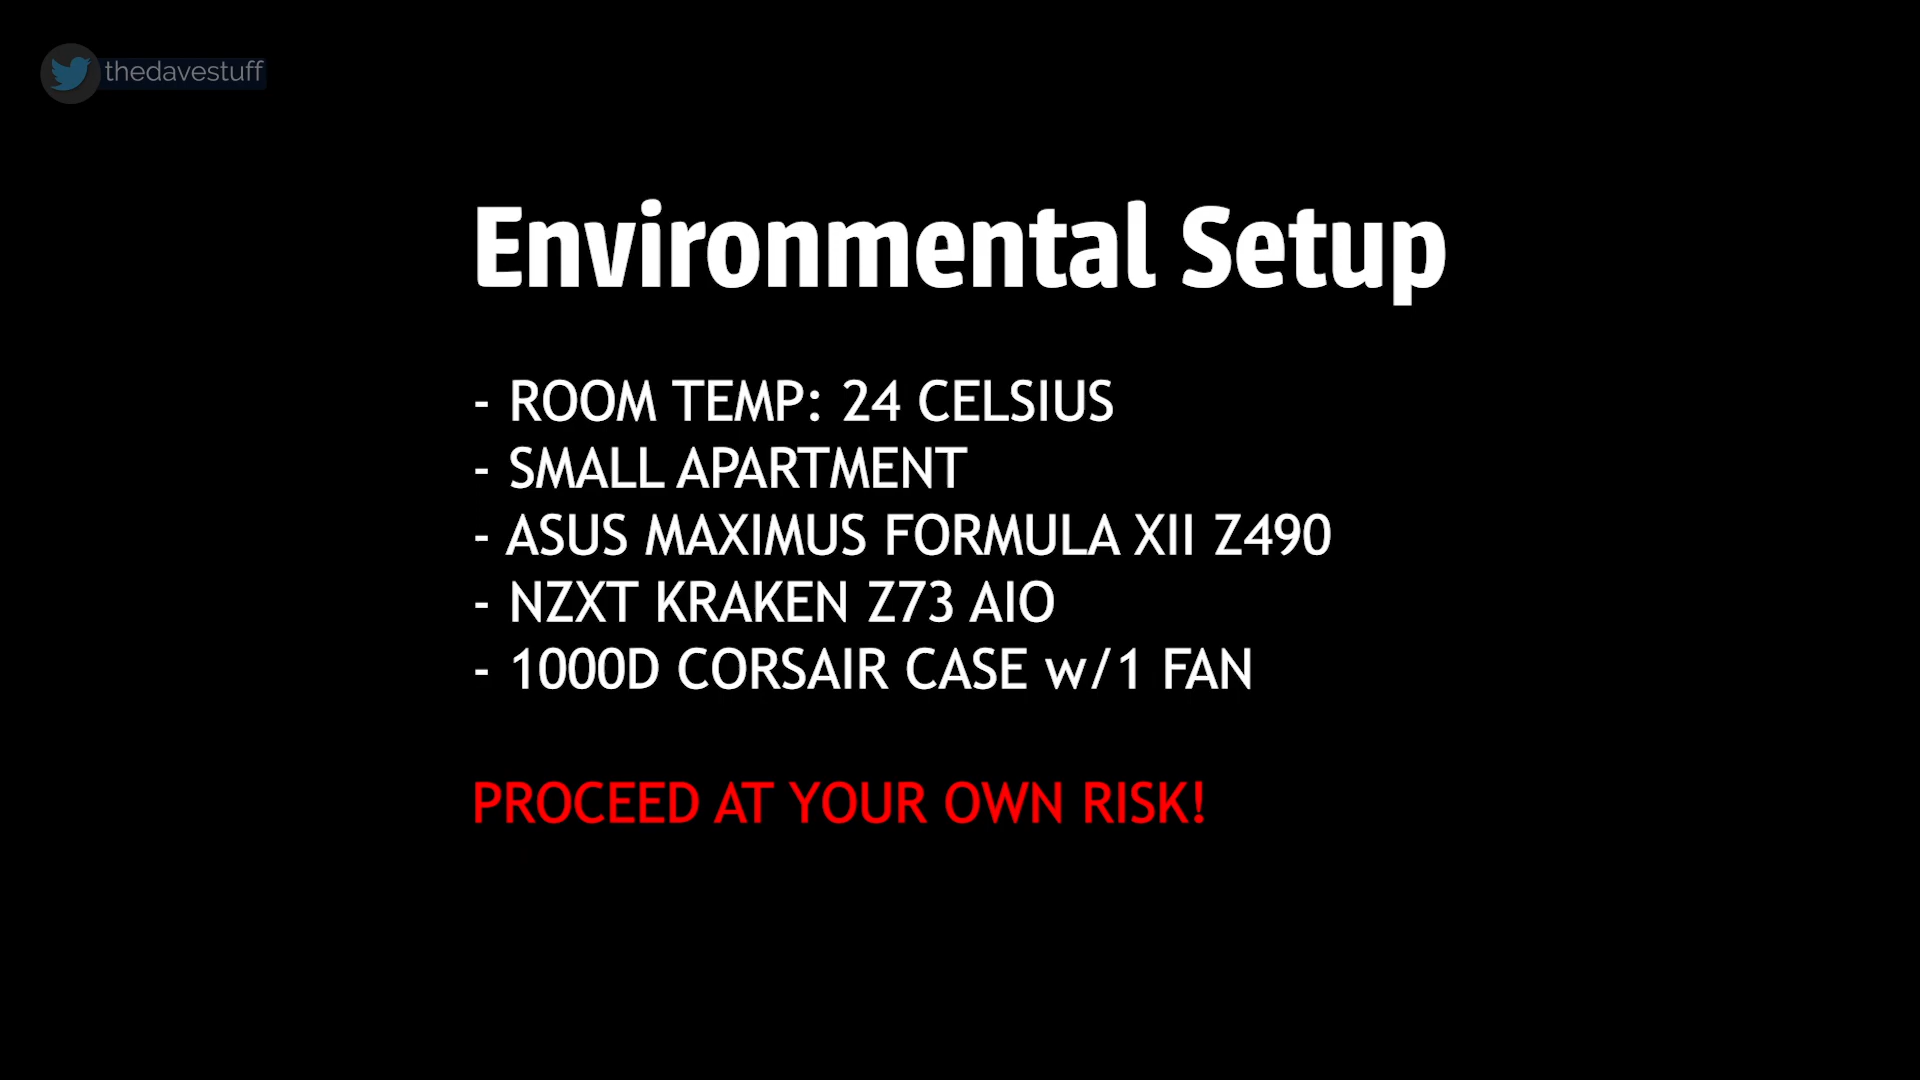 thedavestuff
Environmental Setup
- ROOM TEMP: 24 CELSIUS
- SMALL APARTMENT
- ASUS MAXIMUS FORMULA XII Z490
- NZXT KRAKEN Z73 AIO
- 1000D CORSAIR CASE w/1 FAN
PROCEED AT YOUR OWN RISK!